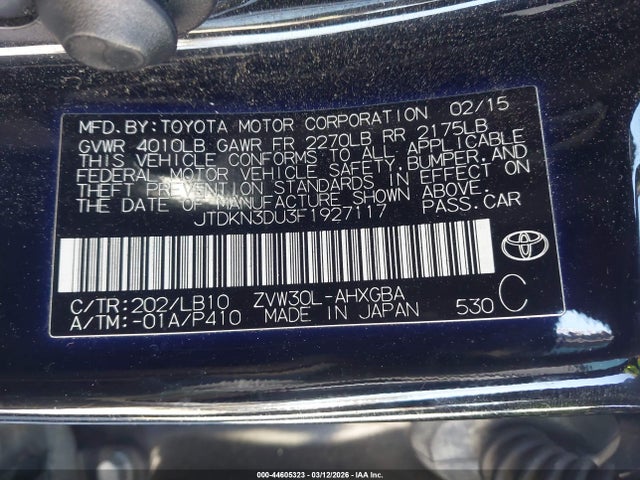 MFD.BY:TOYOTA MOTOR CORPORATION 02/15
GVWR 4010LB GAWR FR 2270LB RR 2175LB
THIS VEHICLE CONFORMS TO ALL APPLICABLE
FEDERAL MOTOR VEHICLE SAFETY,BUMPER,AND
THEFT PREVENTION STANDARDS IN EFFECT ON
THE DATE OF MANUFACTURE SHOWN ABOVE.
JTDKN3DU3F1927117 PASS.CAR
C/TR:202/LB10 ZVW30L-AHXGBA
A/TM:-01A/P410 MADE IN JAPAN 530 C
000-44605323 - 03/12/2026 - IAA Inc.